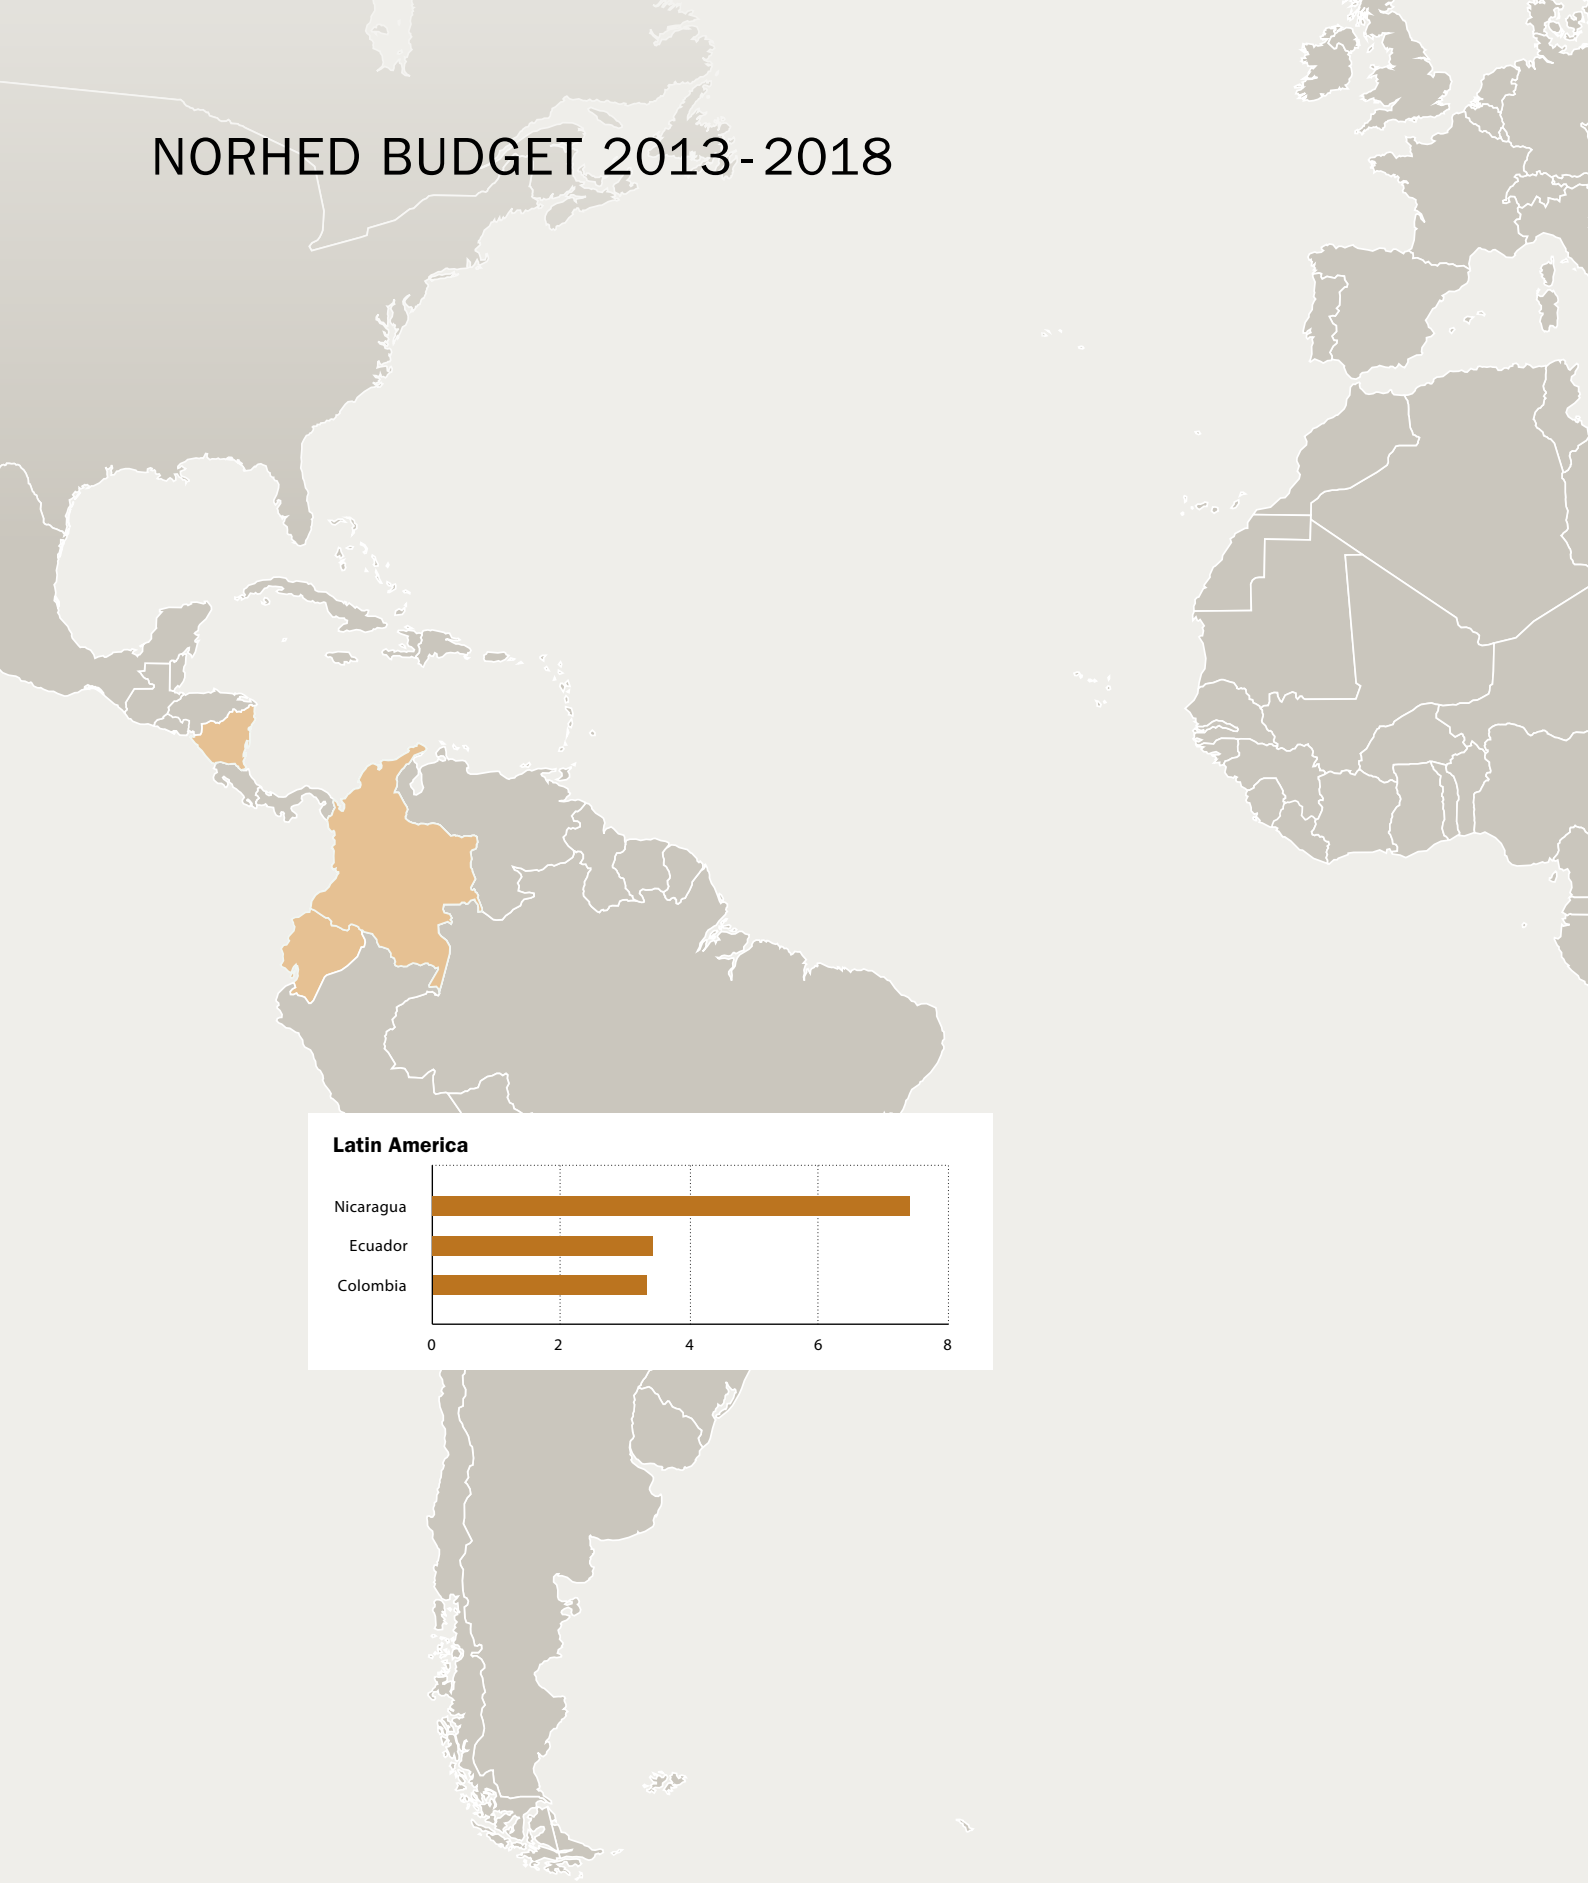 NORHED BUDGET 2013-2018
Latin America
Nicaragua
Ecuador
Colombia
0 2 4 6 8